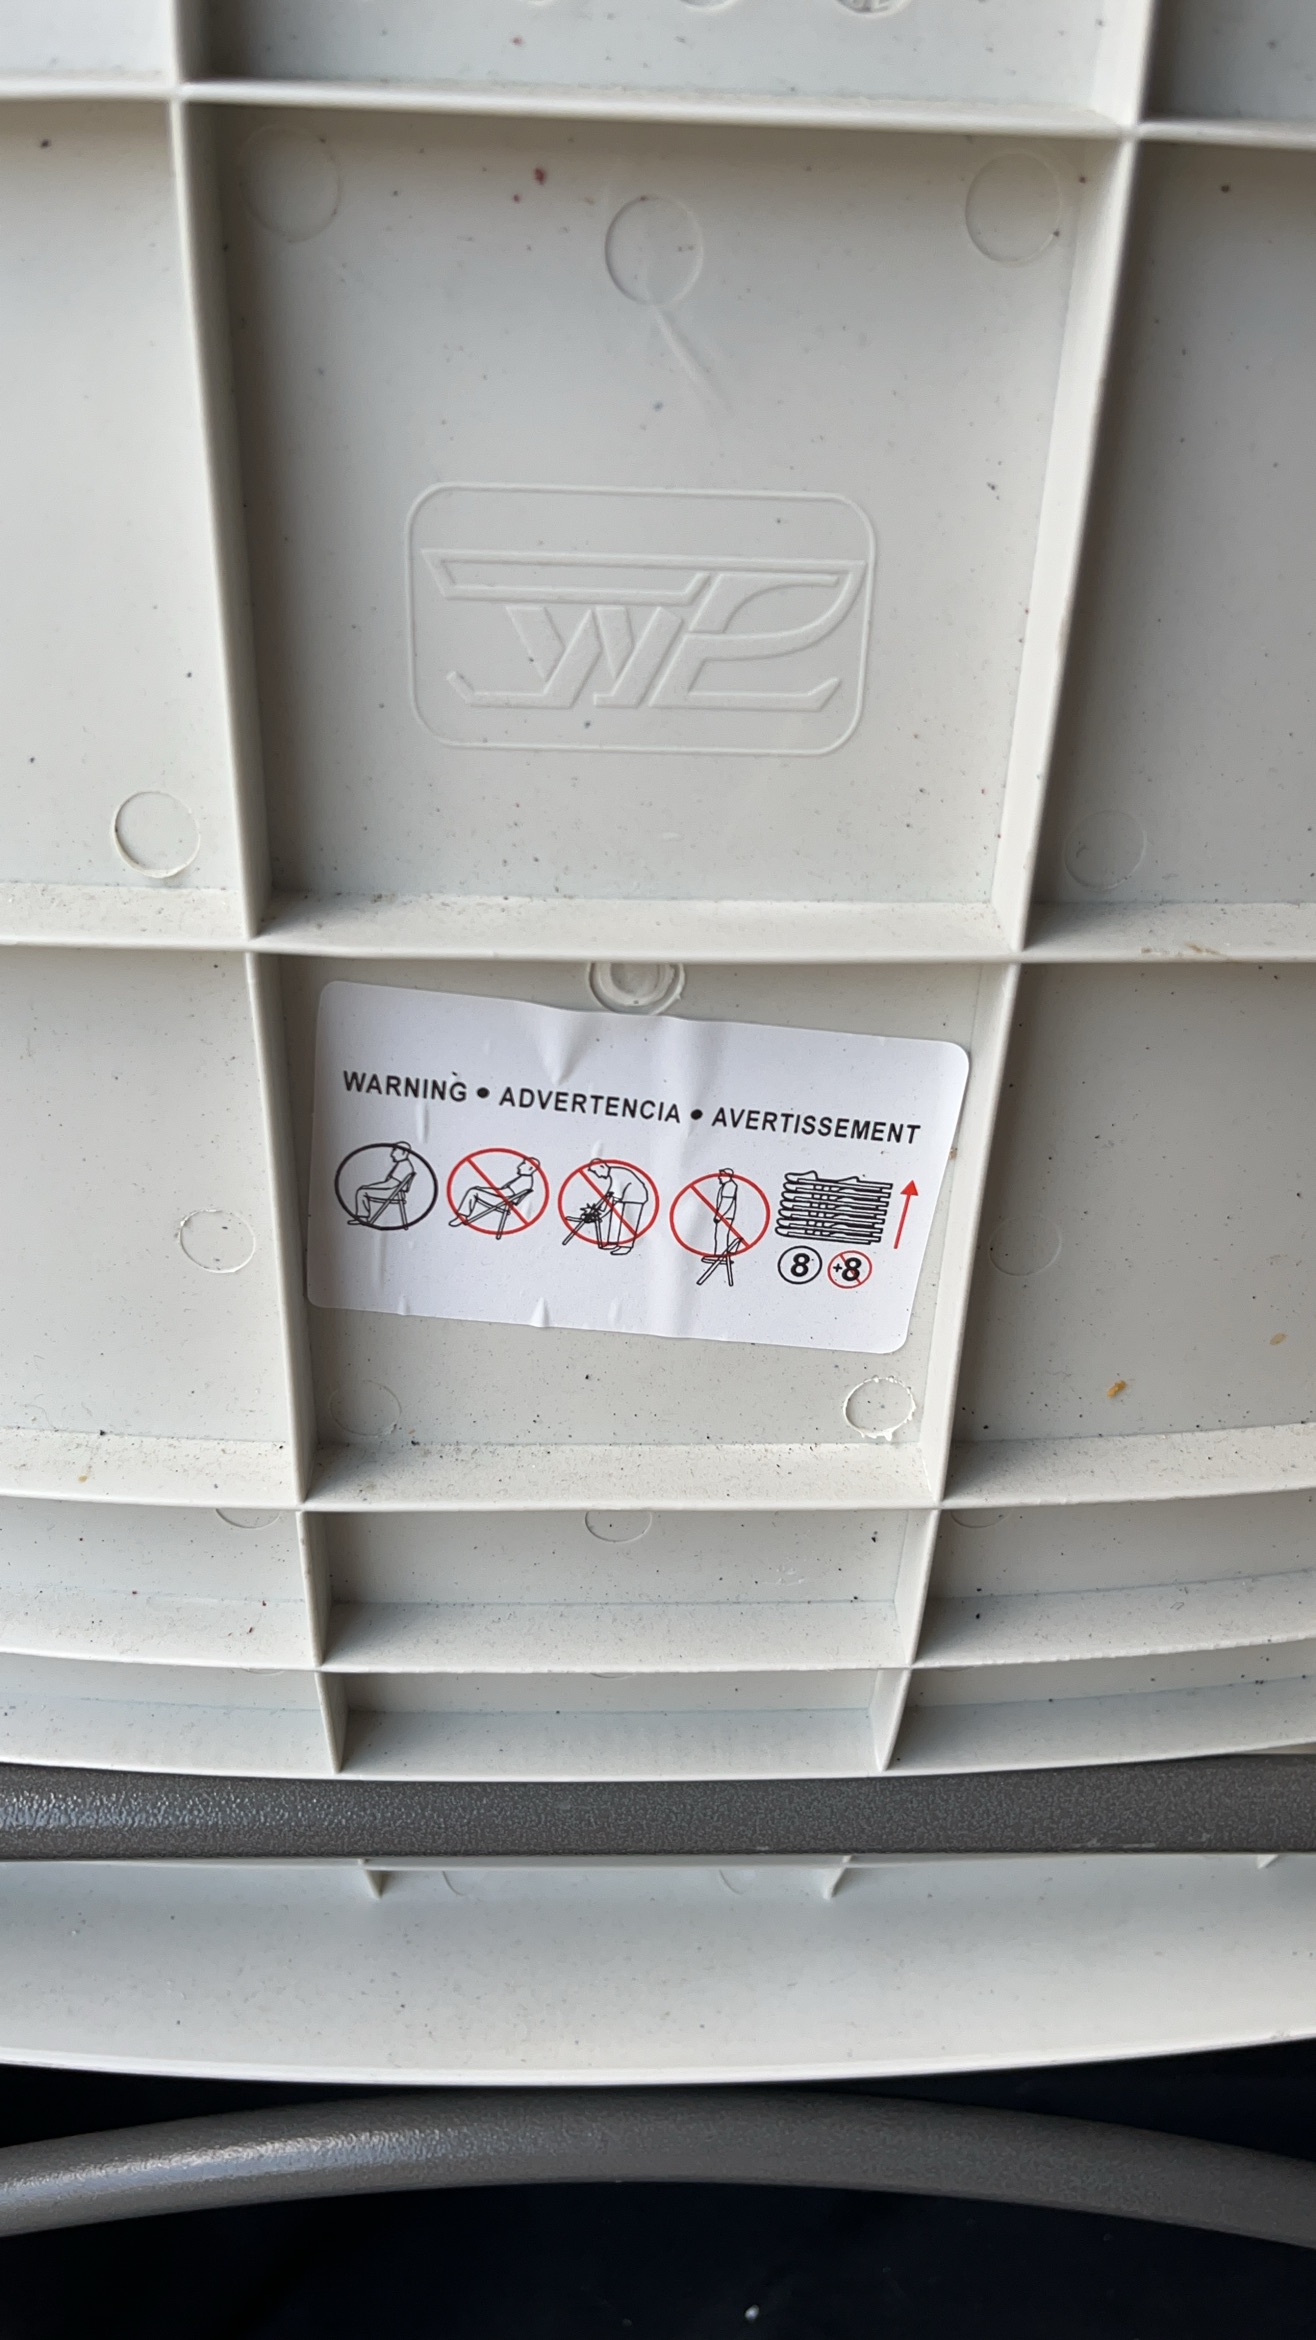 WARNING • ADVERTENCIA • AVERTISSEMENT
8 +8